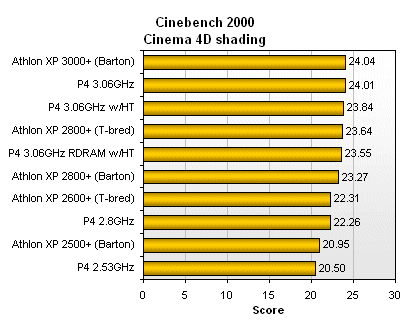 Cinebench 2000
Cinema 4D shading
Athlon XP 3000+ (Barton) 24.04
P4 3.06GHz 24.01
P4 3.06GHz w/HT 23.84
Athlon XP 2800+ (T-bred) 23.64
P4 3.06GHz RDRAM w/HT 23.55
Athlon XP 2800+ (Barton) 23.27
Athlon XP 2600+ (T-bred) 22.31
P4 2.8GHz 22.26
Athlon XP 2500+ (Barton) 20.95
P4 2.53GHz 20.50
0 5 10 15 20 25 30
Score